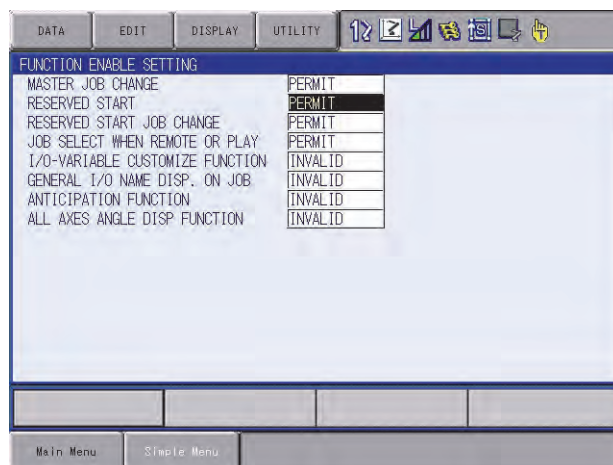 DATA EDIT DISPLAY UTILITY
FUNCTION ENABLE SETTING
MASTER JOB CHANGE PERMIT
RESERVED START PERMIT
RESERVED START JOB CHANGE PERMIT
JOB SELECT WHEN REMOTE OR PLAY PERMIT
I/O-VARIABLE CUSTOMIZE FUNCTION INVALID
GENERAL I/O NAME DISP. ON JOB INVALID
ANTICIPATION FUNCTION INVALID
ALL AXES ANGLE DISP FUNCTION INVALID
Main Menu Simple Menu